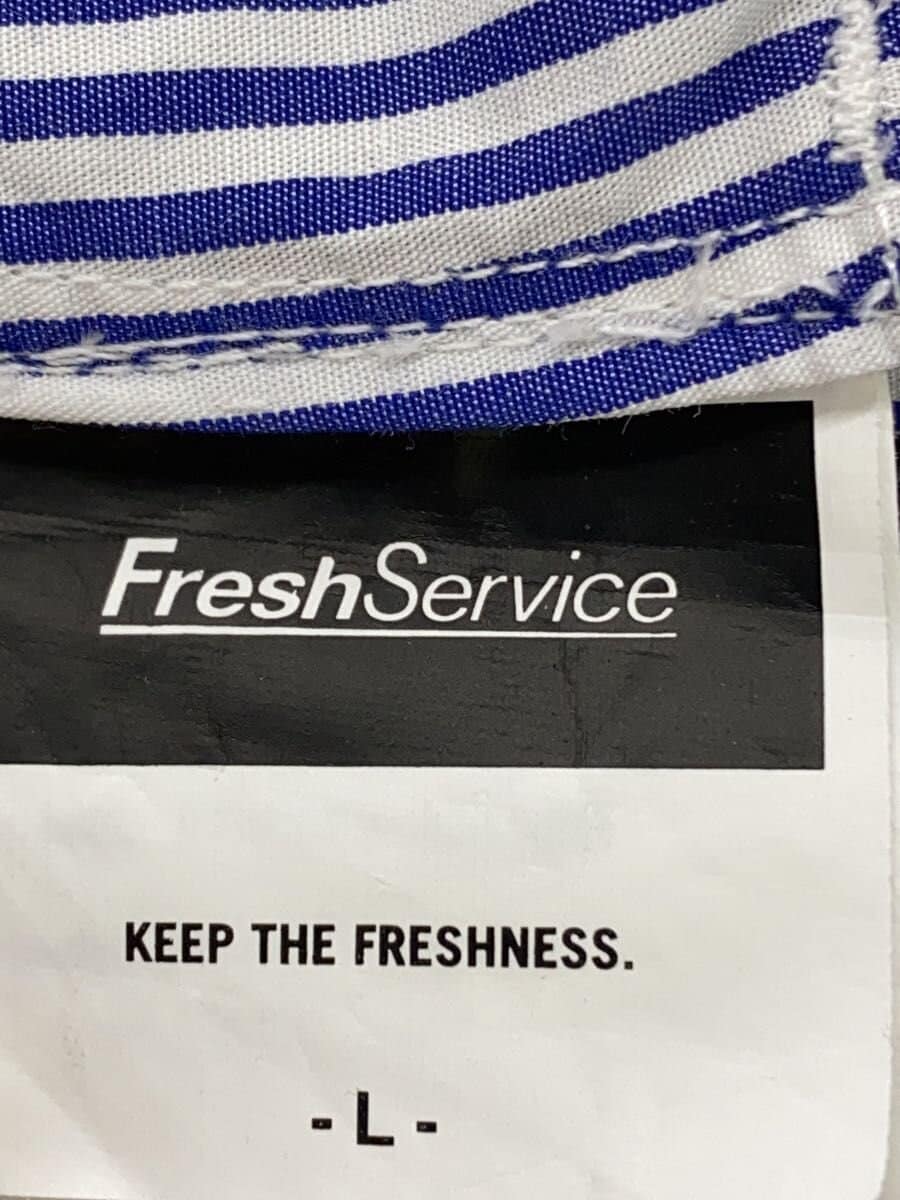 FreshService
KEEP THE FRESHNESS.
- L -